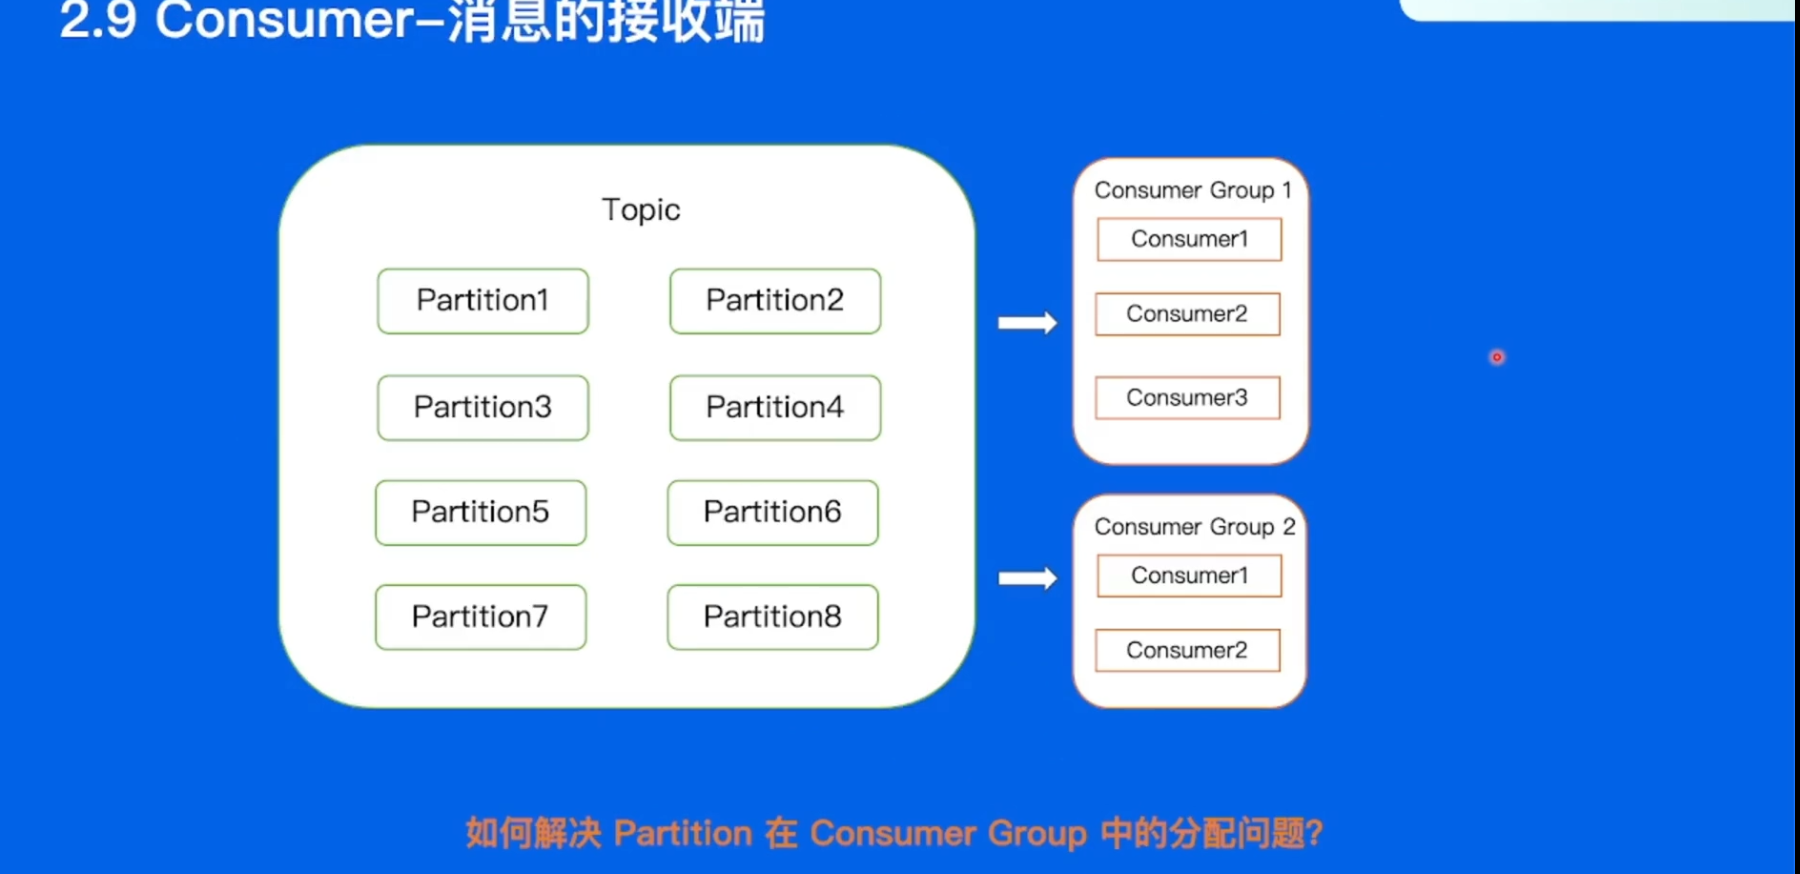 2.9 Consumer-消息的接收端
Topic
Partition1
Partition2
Partition3
Partition4
Partition5
Partition6
Partition7
Partition8
Consumer Group 1
Consumer1
Consumer2
Consumer3
Consumer Group 2
Consumer1
Consumer2
如何解决 Partition 在 Consumer Group 中的分配问题?